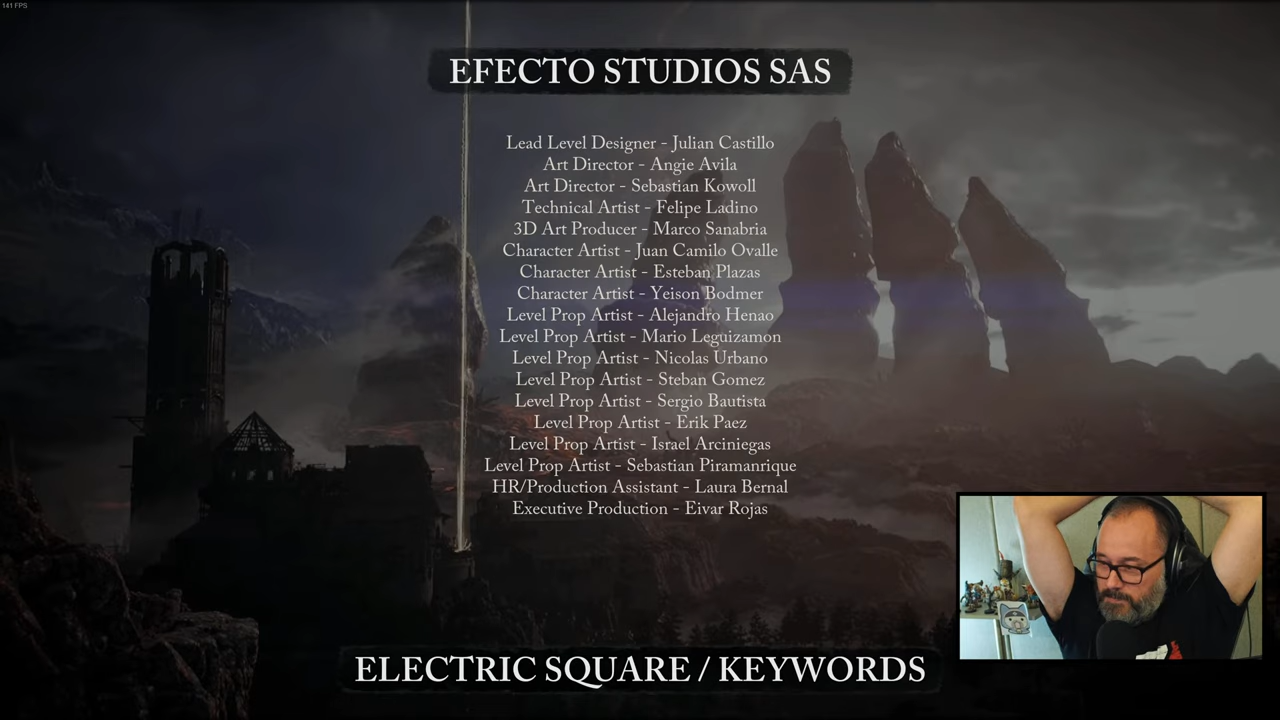 141 FPS
EFECTO STUDIOS SAS
Lead Level Designer - Julian Castillo
Art Director - Angie Avila
Art Director - Sebastian Kowoll
Technical Artist - Felipe Ladino
3D Art Producer - Marco Sanabria
Character Artist - Juan Camilo Ovalle
Character Artist - Esteban Plazas
Character Artist - Yeison Bodmer
Level Prop Artist - Alejandro Henao
Level Prop Artist - Mario Leguizamon
Level Prop Artist - Nicolas Urbano
Level Prop Artist - Steban Gomez
Level Prop Artist - Sergio Bautista
Level Prop Artist - Erik Paez
Level Prop Artist - Israel Arciniegas
Level Prop Artist - Sebastian Piramanrique
HR/Production Assistant - Laura Bernal
Executive Production - Eivar Rojas
ELECTRIC SQUARE / KEYWORDS